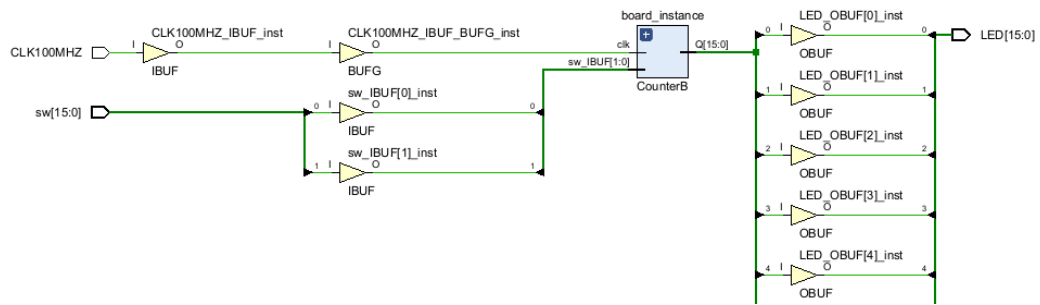 CLK100MHZ
CLK100MHZ_IBUF_inst
I
O
IBUF
CLK100MHZ_IBUF_BUFG_inst
I
O
BUFG
sw[15:0]
sw_IBUF[0]_inst
0
I
O
0
IBUF
sw_IBUF[1]_inst
1
I
O
1
IBUF
board_instance
clk
sw_IBUF[1:0]
Q[15:0]
CounterB
LED_OBUF[0]_inst
0
I
O
0
OBUF
LED_OBUF[1]_inst
1
I
O
1
OBUF
LED_OBUF[2]_inst
2
I
O
2
OBUF
LED_OBUF[3]_inst
3
I
O
3
OBUF
LED_OBUF[4]_inst
4
I
O
4
OBUF
LED[15:0]